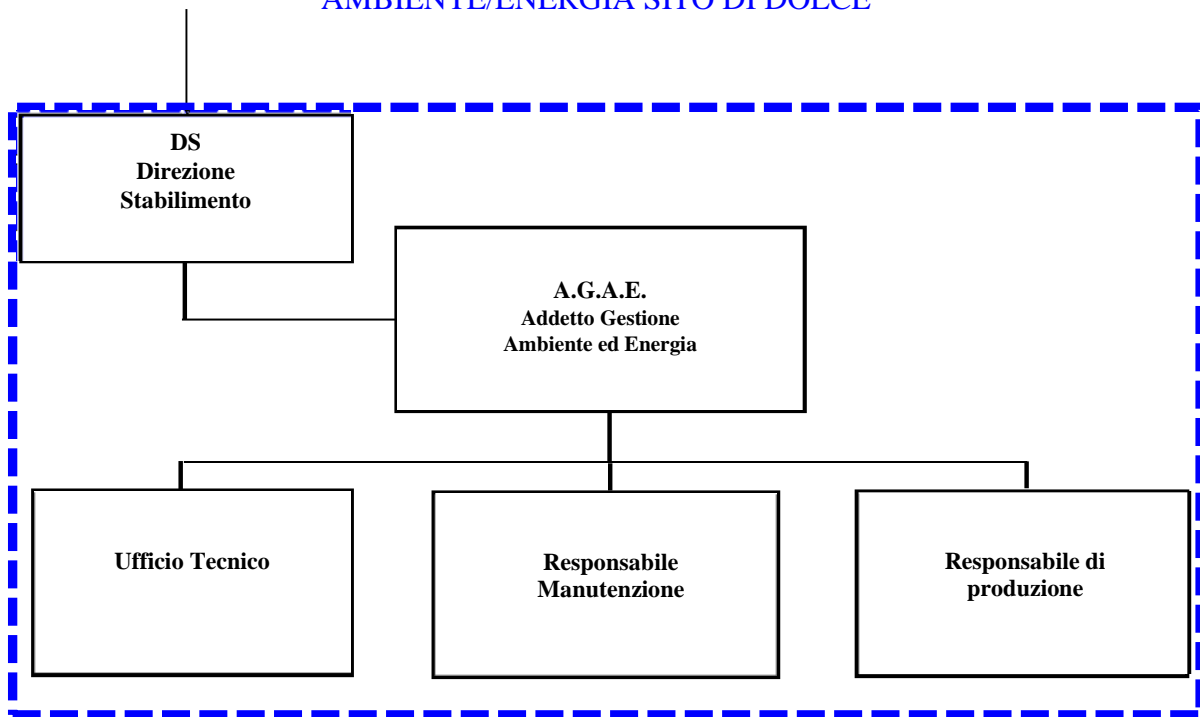 AMBIENTE/ENERGIA SITO DI DOLCE'
DS
Direzione
Stabilimento
A.G.A.E.
Addetto Gestione
Ambiente ed Energia
Ufficio Tecnico
Responsabile
Manutenzione
Responsabile di
produzione